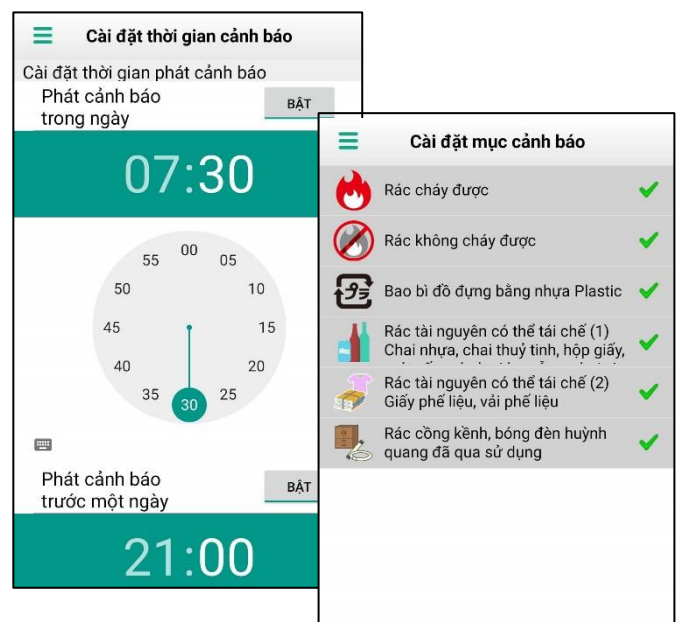 Cài đặt thời gian cảnh báo
Cài đặt thời gian phát cảnh báo
Phát cảnh báo
trong ngày
BẬT
07:30
00
05
10
15
20
25
30
35
40
45
50
55
Phát cảnh báo
trước một ngày
BẬT
21:00
Cài đặt mục cảnh báo
Rác cháy được
Rác không cháy được
プラ
Bao bì đồ đựng bằng nhựa Plastic
Rác tài nguyên có thể tái chế (1)
Chai nhựa, chai thuỷ tinh, hộp giấy,
Rác tài nguyên có thể tái chế (2)
Giấy phế liệu, vải phế liệu
Rác cồng kềnh, bóng đèn huỳnh
quang đã qua sử dụng